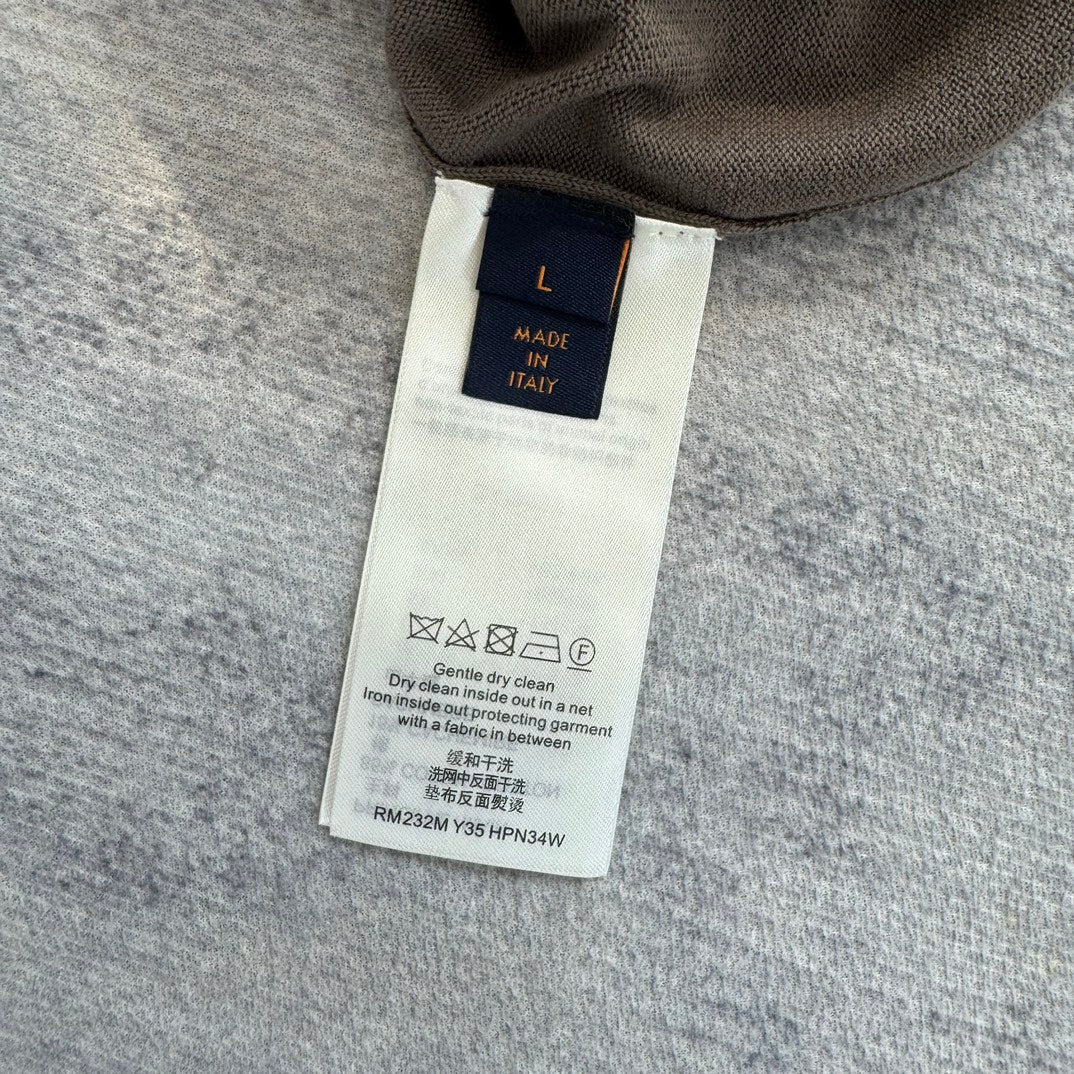 L
MADE
IN
ITALY
F
Gentle dry clean
Dry clean inside out in a net
Iron inside out protecting garment
with a fabric in between
缓和干洗
洗网中反面干洗
垫布反面熨烫
RM232M Y35 HPN34W